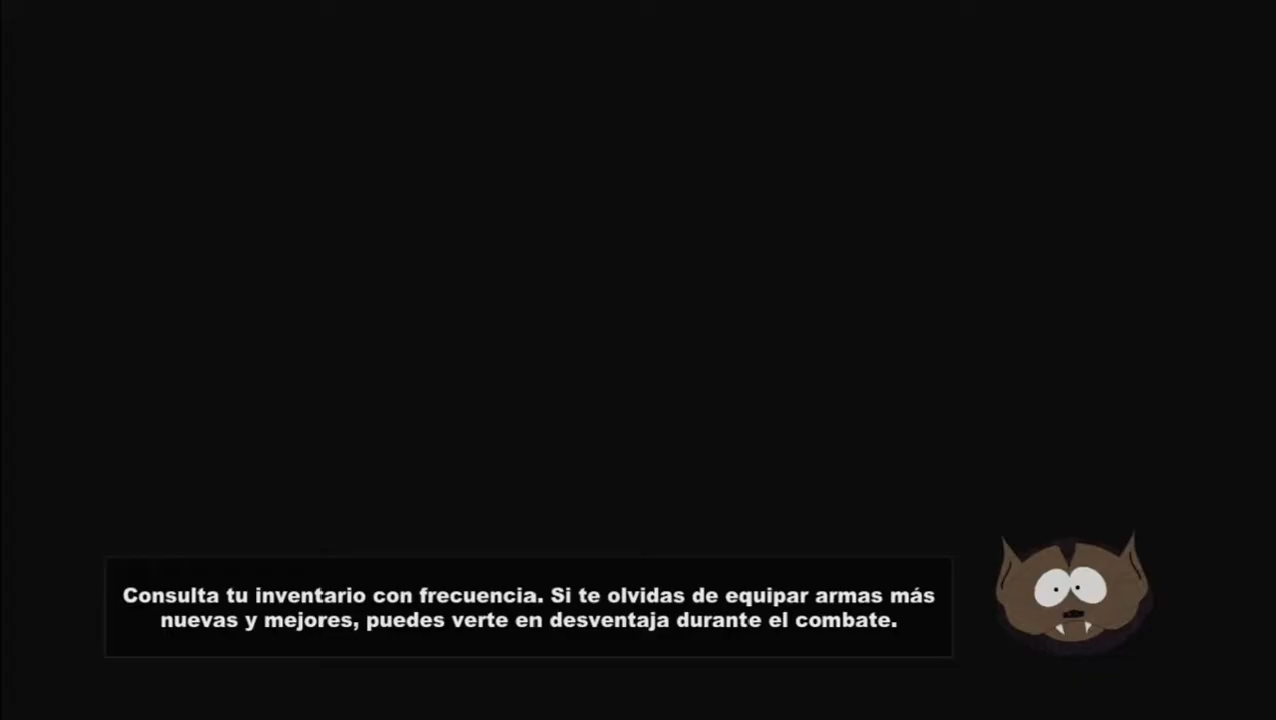 Consulta tu inventario con frecuencia. Si te olvidas de equipar armas más
nuevas y mejores, puedes verte en desventaja durante el combate.